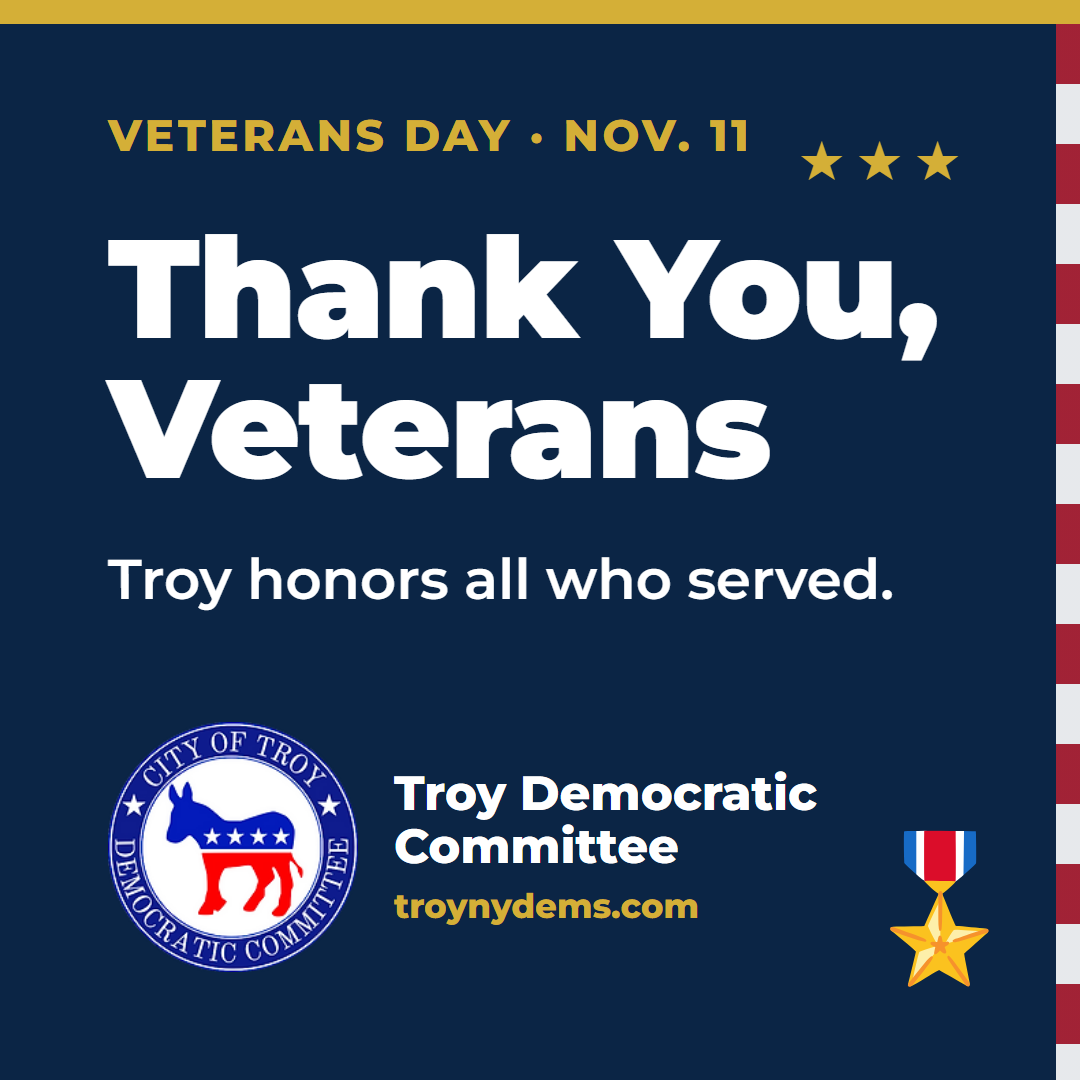 VETERANS DAY • NOV. 11
Thank You,
Veterans
Troy honors all who served.
CITY OF TROY
DEMOCRATIC COMMITTEE
Troy Democratic
Committee
troynydems.com